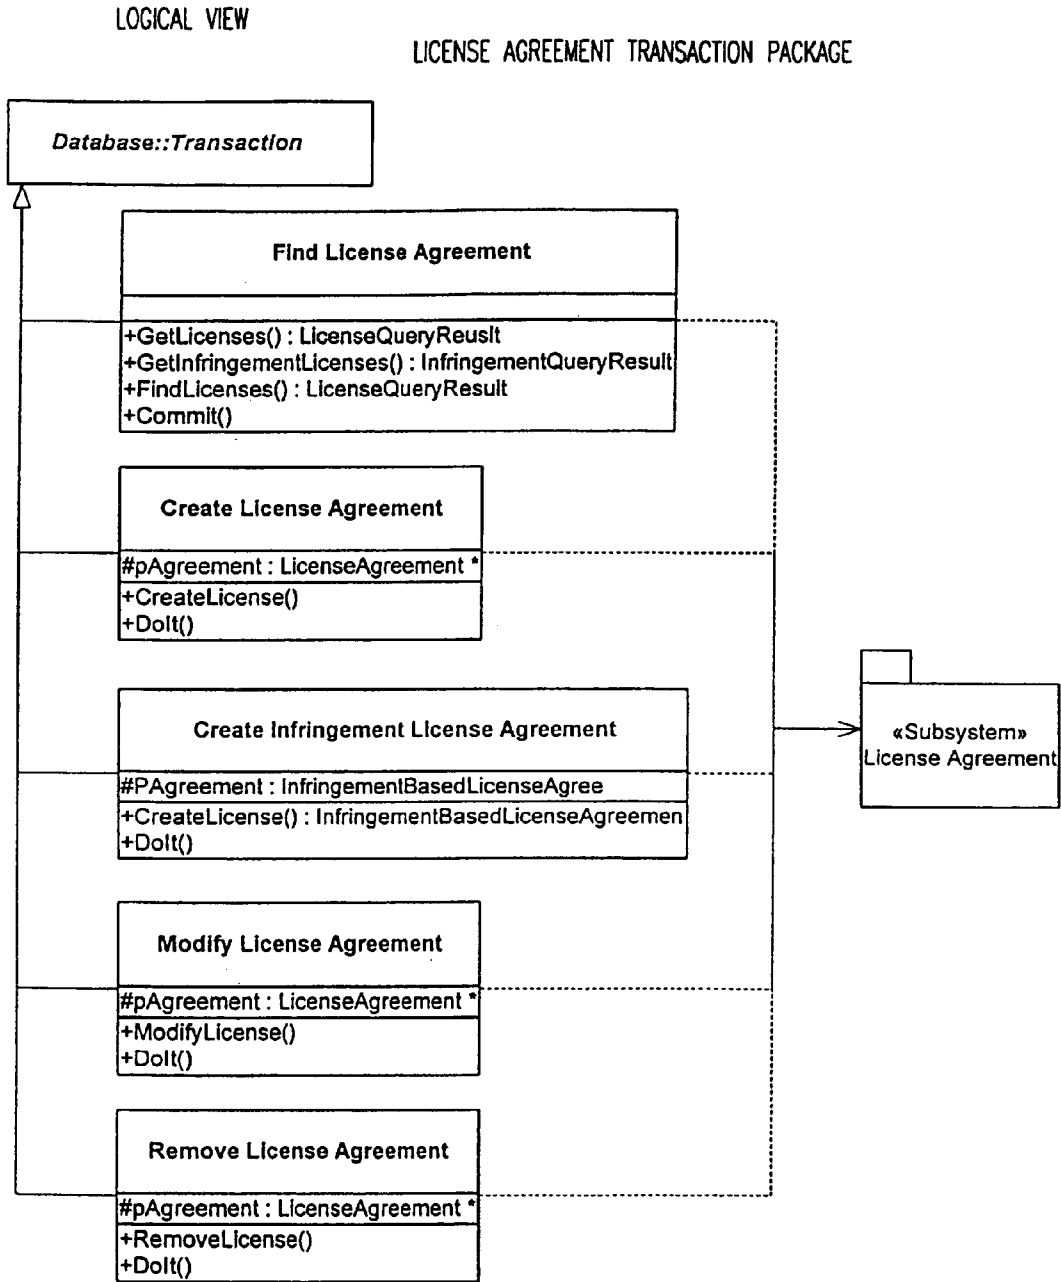 LOGICAL VIEW
LICENSE AGREEMENT TRANSACTION PACKAGE
Database::Transaction
Find License Agreement
+GetLicenses() : LicenseQueryReuslt
+GetInfringementLicenses() : InfringementQueryResult
+FindLicenses() : LicenseQueryResult
+Commit()
Create License Agreement
#pAgreement : LicenseAgreement *
+CreateLicense()
+DoIt()
Create Infringement License Agreement
#PAgreement : InfringementBasedLicenseAgree
+CreateLicense() : InfringementBasedLicenseAgreemen
+DoIt()
«Subsystem»
License Agreement
Modify License Agreement
#pAgreement : LicenseAgreement *
+ModifyLicense()
+DoIt()
Remove License Agreement
#pAgreement : LicenseAgreement *
+RemoveLicense()
+DoIt()